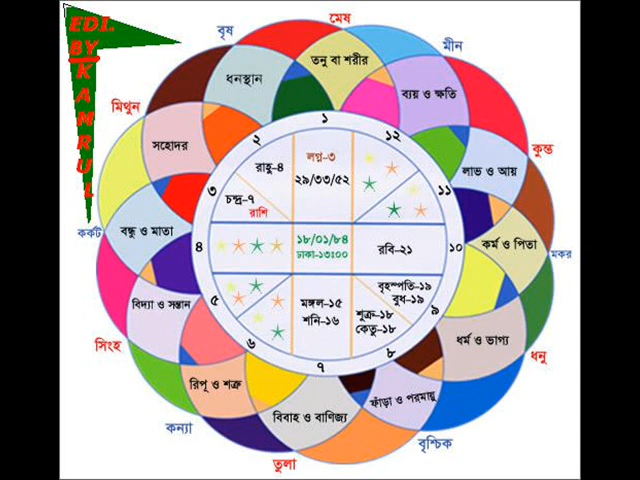 EDI.
BY
KAMRUL
মেষ
বৃষ
মীন
মিথুন
কুম্ভ
কর্কট
মকর
সিংহ
ধনু
কন্যা
বৃশ্চিক
তুলা
তনু বা শরীর
ধনস্থান
ব্যয় ও ক্ষতি
সহোদর
লাভ ও আয়
বন্ধু ও মাতা
কর্ম ও পিতা
বিদ্যা ও সন্তান
ধর্ম ও ভাগ্য
রিপূ ও শত্রু
ফাঁড়া ও পরমায়ু
বিবাহ ও বাণিজ্য
১
২
১২
৩
১১
৪
১০
৫
৯
৬
৮
৭
লগ্ন-৩
২৯/৩৩/৫২
রাহু-৪
চন্দ্র-৭
রাশি
১৮/০১/৮৪
ঢাকা-১৩ঃ০০
রবি-২১
মঙ্গল-১৫
শনি-১৬
বৃহস্পতি-১৯
বুধ-১৯
শুক্র-১৮
কেতু-১৮